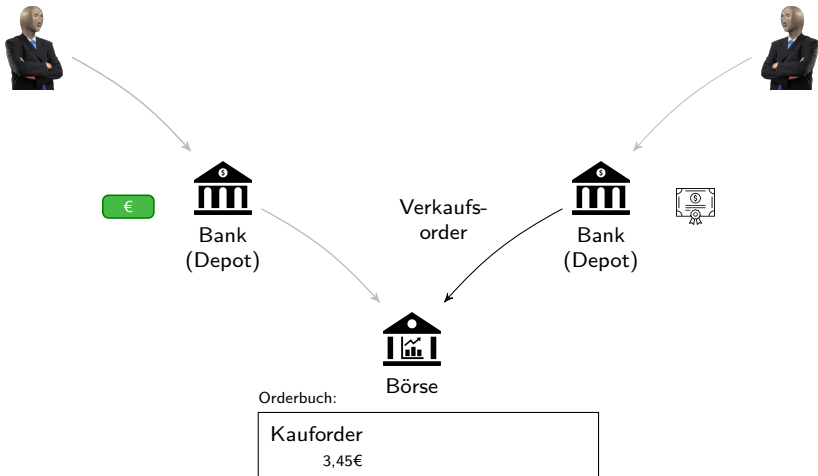 €
Bank
(Depot)
Verkaufs-
order
Bank
(Depot)
$
$
$
Börse
Orderbuch:
Kauforder
3,45€